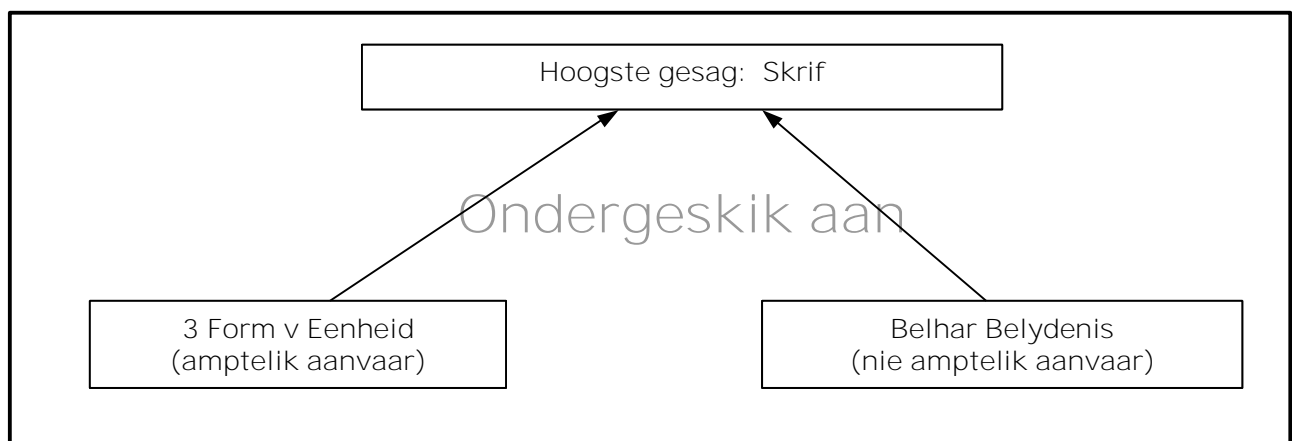 Hoogste gesag: Skrif
Ondergeskik aan
3 Form v Eenheid
(amptelik aanvaar)
Belhar Belydenis
(nie amptelik aanvaar)